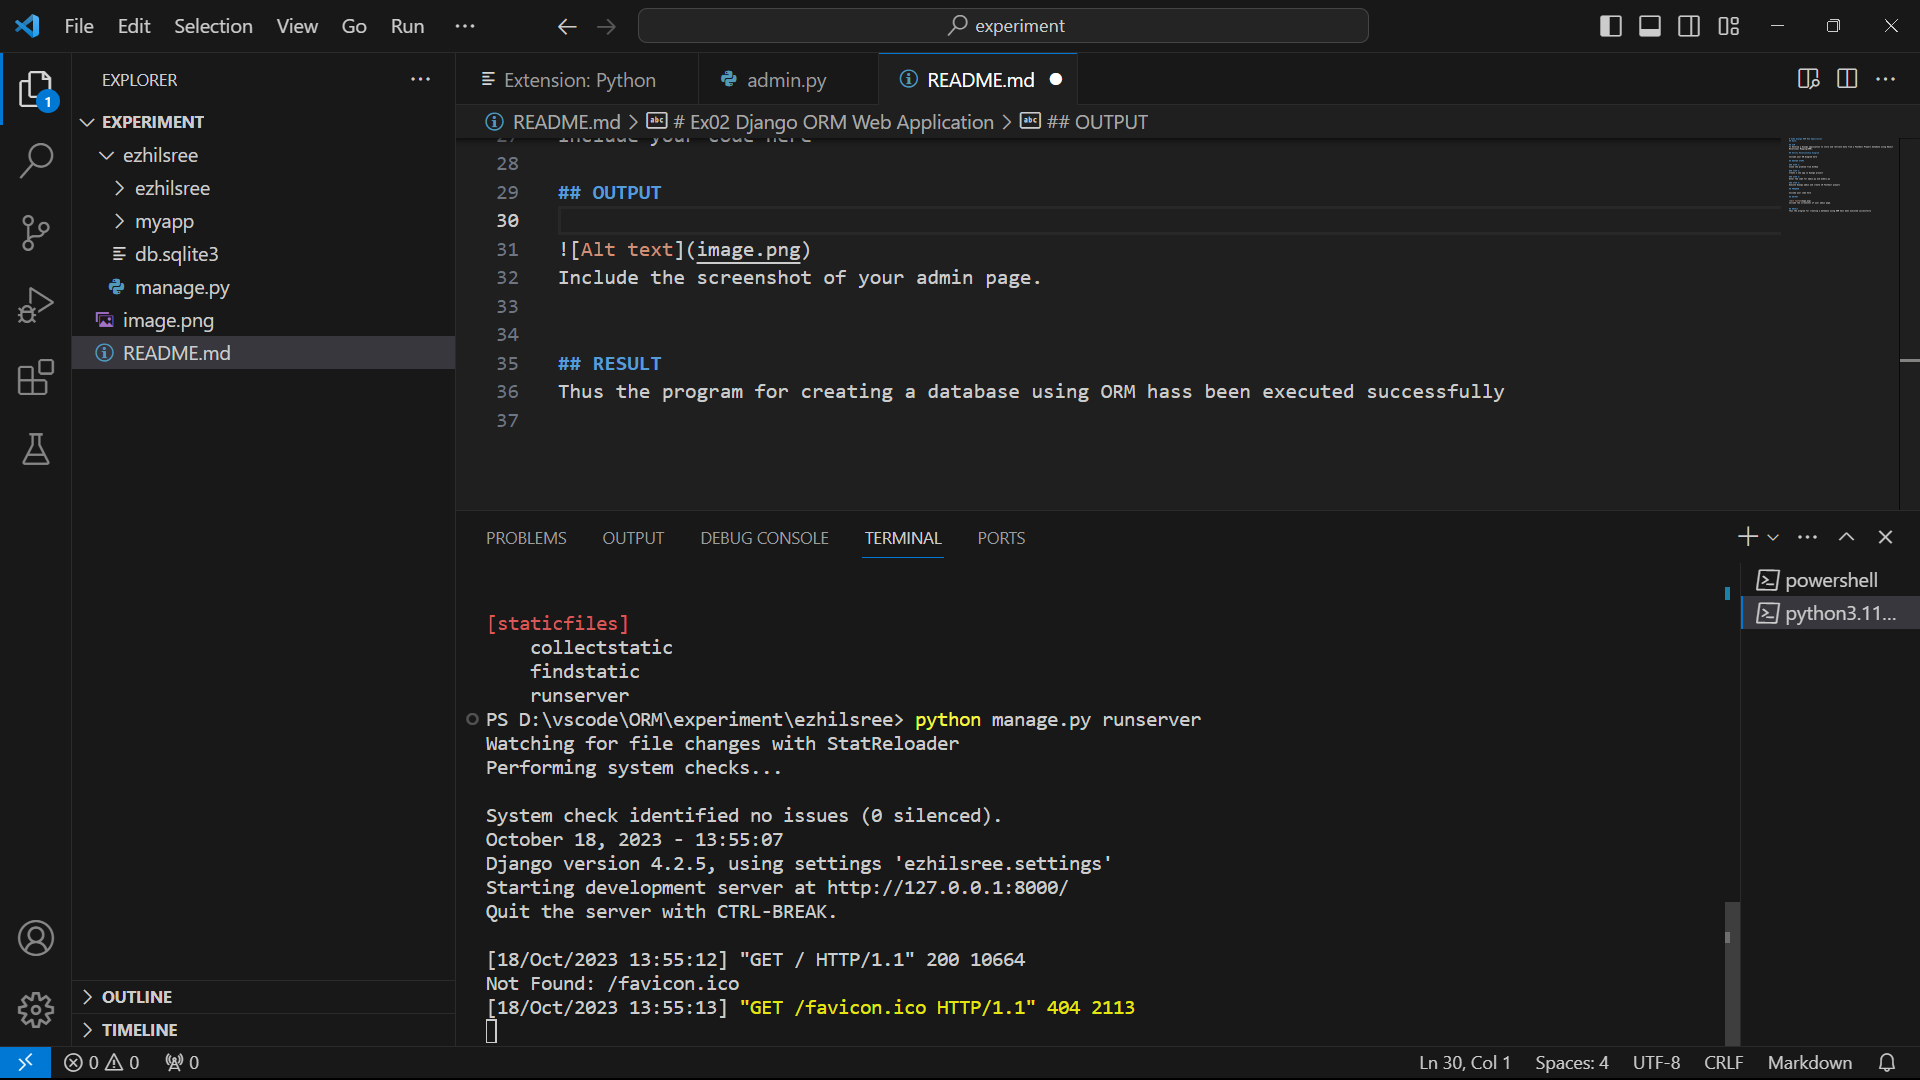 File Edit Selection View Go Run ···
experiment
EXPLORER
1
EXPERIMENT
ezhilsree
ezhilsree
myapp
db.sqlite3
manage.py
image.png
README.md
OUTLINE
TIMELINE
Extension: Python admin.py README.md
README.md > # Ex02 Django ORM Web Application > ## OUTPUT
27 Include your code here
28
29 ## OUTPUT
30
31 ![Alt text](image.png)
32 Include the screenshot of your admin page.
33
34
35 ## RESULT
36 Thus the program for creating a database using ORM hass been executed successfully
37
PROBLEMS OUTPUT DEBUG CONSOLE TERMINAL PORTS
powershell
python3.11...
[staticfiles]
collectstatic
findstatic
runserver
PS D:\vscode\ORM\experiment\ezhilsree> python manage.py runserver
Watching for file changes with StatReloader
Performing system checks...
System check identified no issues (0 silenced).
October 18, 2023 - 13:55:07
Django version 4.2.5, using settings 'ezhilsree.settings'
Starting development server at http://127.0.0.1:8000/
Quit the server with CTRL-BREAK.
[18/Oct/2023 13:55:12] "GET / HTTP/1.1" 200 10664
Not Found: /favicon.ico
[18/Oct/2023 13:55:13] "GET /favicon.ico HTTP/1.1" 404 2113
0 0 0 Ln 30, Col 1 Spaces: 4 UTF-8 CRLF Markdown